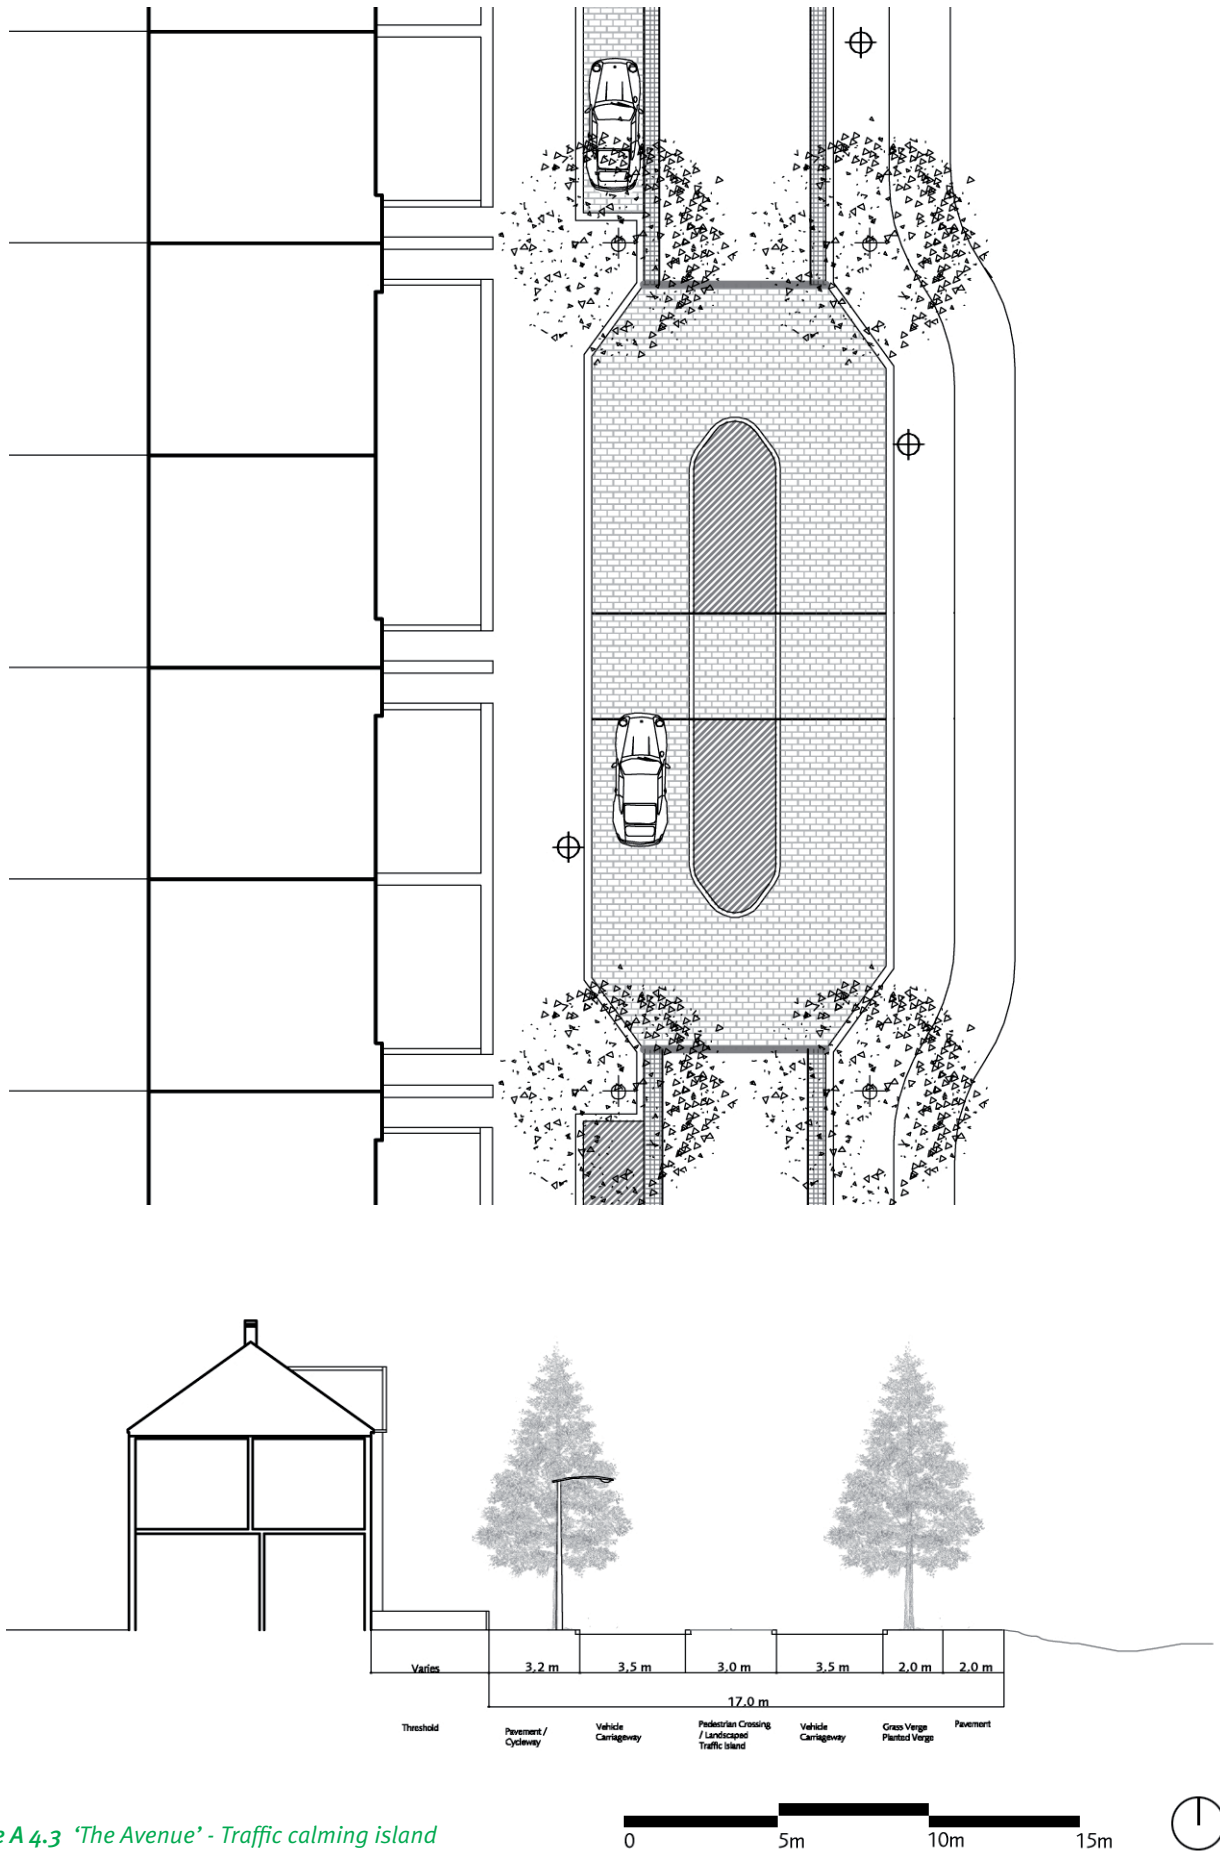 Varies
3,2 m
3,5 m
3.0 m
3,5 m
2,0 m
2,0 m
17.0 m
Threshold
Pavement /
Cycleway
Vehicle
Carriageway
Pedestrian Crossing
/ Landscaped
Traffic Island
Vehicle
Carriageway
Grass Verge
Planted Verge
Pavement
e A 4.3 ‘The Avenue’ - Traffic calming island
0 5m 10m 15m